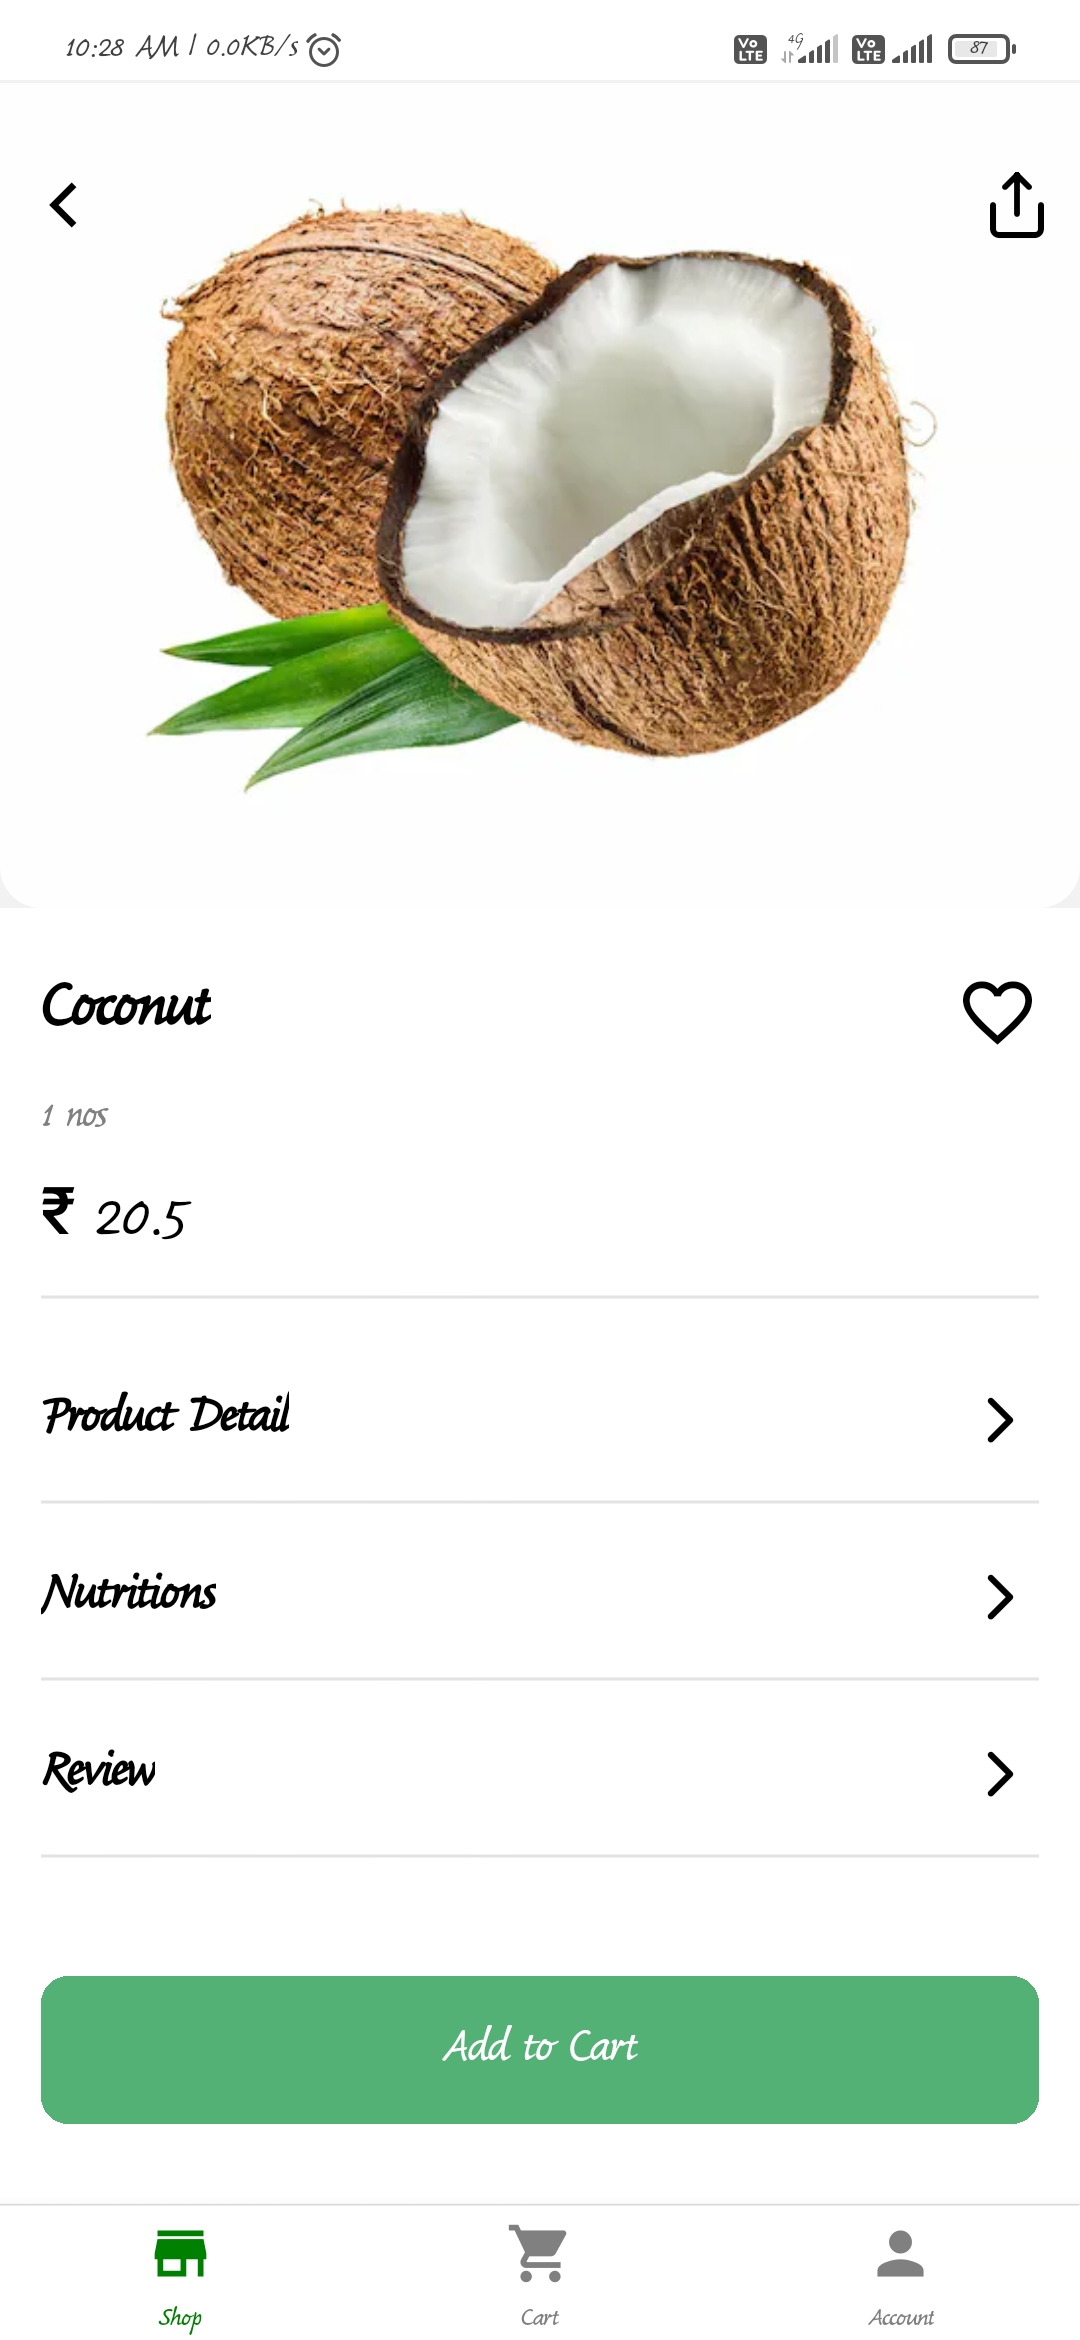 10:28 AM | 0.0KB/s
Vo LTE 4G Vo LTE 87
Coconut
1 nos
₹ 20.5
Product Detail
Nutritions
Review
Add to Cart
Shop Cart Account